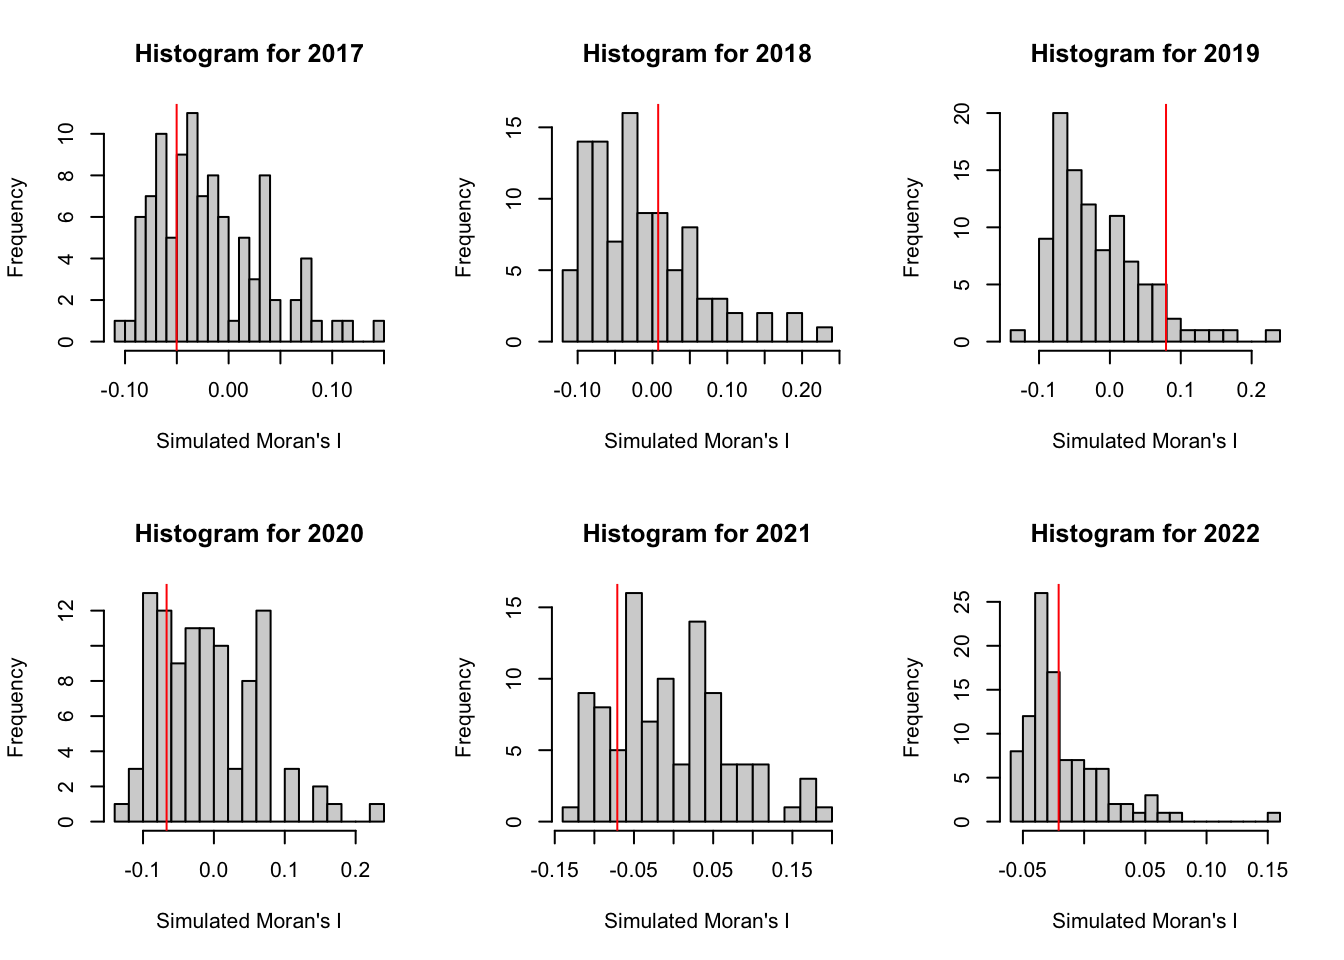 Histogram for 2017
Frequency
0 2 4 6 8 10
-0.10 0.00 0.10
Simulated Moran's I
Histogram for 2018
Frequency
0 5 10 15
-0.10 0.00 0.10 0.20
Simulated Moran's I
Histogram for 2019
Frequency
0 5 10 15 20
-0.1 0.0 0.1 0.2
Simulated Moran's I
Histogram for 2020
Frequency
0 2 4 6 8 12
-0.1 0.0 0.1 0.2
Simulated Moran's I
Histogram for 2021
Frequency
0 5 10 15
-0.15 -0.05 0.05 0.15
Simulated Moran's I
Histogram for 2022
Frequency
0 5 10 15 20 25
-0.05 0.05 0.10 0.15
Simulated Moran's I